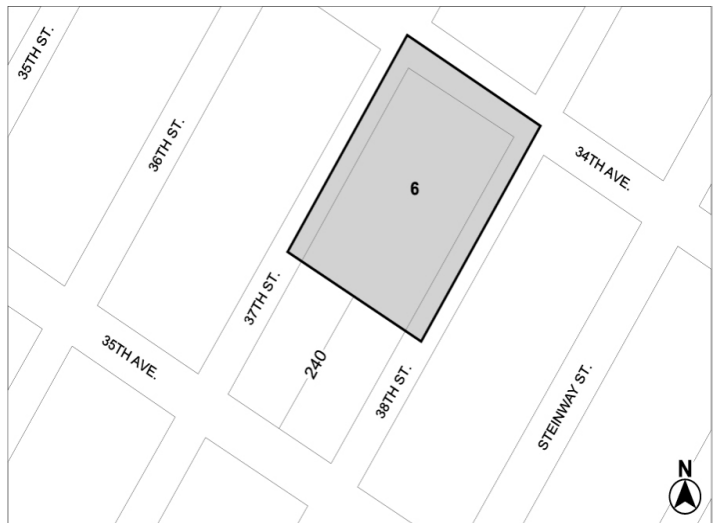 35TH ST.
36TH ST.
34TH AVE.
6
37TH ST.
35TH AVE.
240
38TH ST.
STEINWAY ST.
N